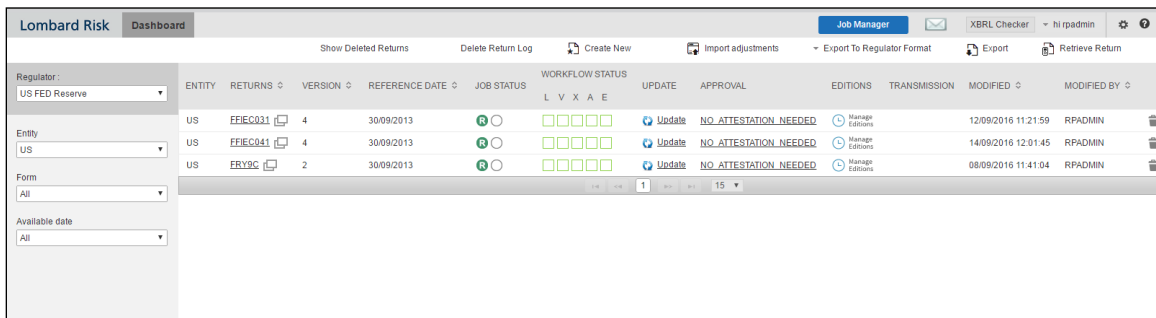 Lombard Risk Dashboard Job Manager XBRL Checker hi rpadmin
Show Deleted Returns Delete Return Log Create New Import adjustments Export To Regulator Format Export Retrieve Return
Regulator :
US FED Reserve
Entity
US
Form
All
Available date
All
WORKFLOW STATUS
ENTITY RETURNS VERSION REFERENCE DATE JOB STATUS L V X A E UPDATE APPROVAL EDITIONS TRANSMISSION MODIFIED MODIFIED BY
US FFIEC031 4 30/09/2013 R Update NO_ATTESTATION_NEEDED Manage Editions 12/09/2016 11:21:59 RPADMIN
US FFIEC041 4 30/09/2013 R Update NO_ATTESTATION_NEEDED Manage Editions 14/09/2016 12:01:45 RPADMIN
US FRY9C 2 30/09/2013 R Update NO_ATTESTATION_NEEDED Manage Editions 08/09/2016 11:41:04 RPADMIN
1 15